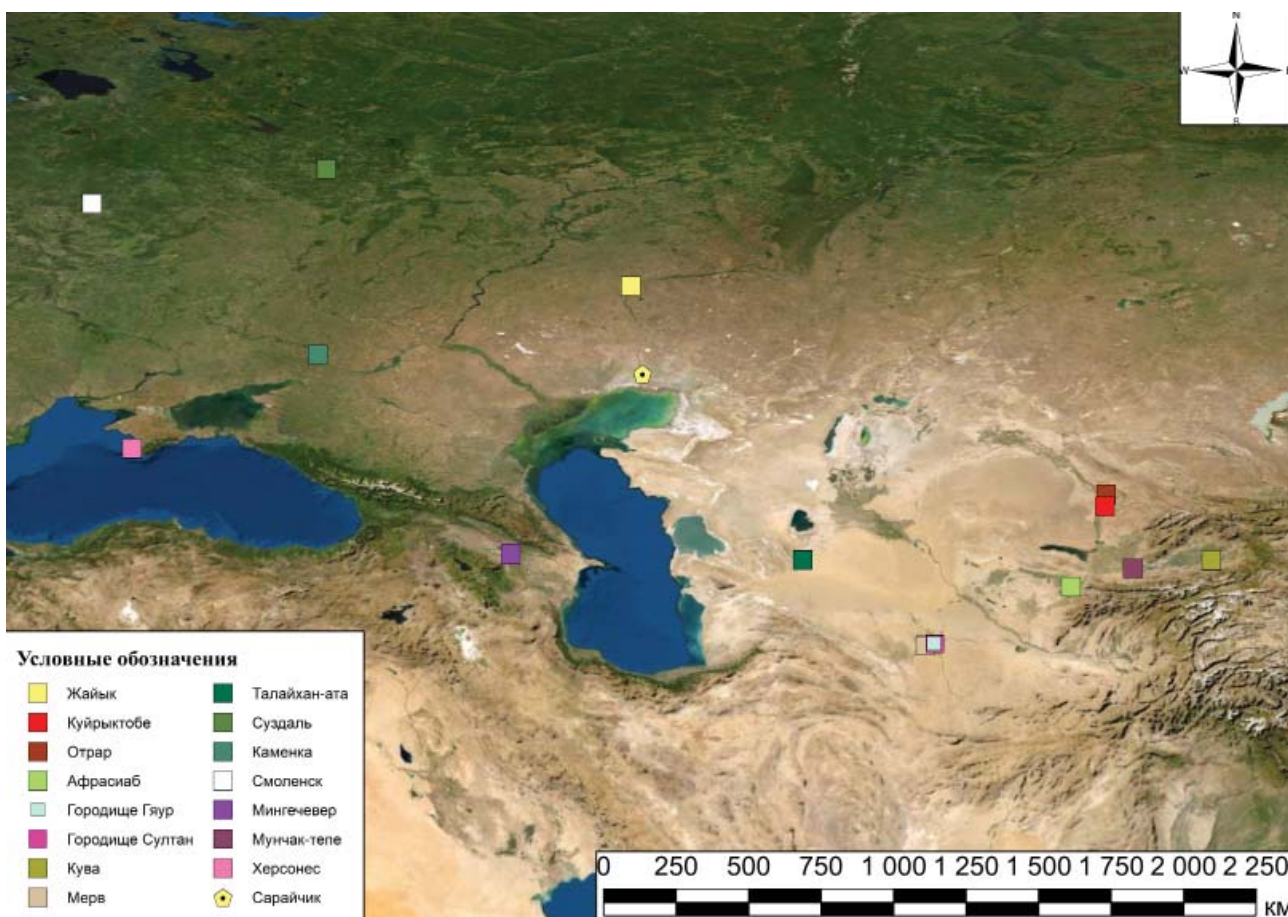 N
W
В
Условные обозначения
Жайык
Куйрыктобе
Отрар
Афрасиаб
Городище Гяур
Городище Султан
Кува
Мерв
Талайхан-ата
Суздаль
Каменка
Смоленск
Мингечевер
Мунчак-тепе
Херсонес
Сарайчик
0 250 500 750 1 000 1 250 1 500 1 750 2 000 2 250
КМ